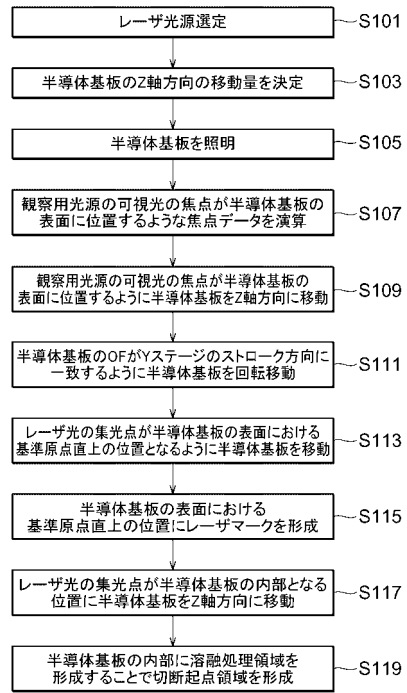 レーザ光源選定
S101
半導体基板のZ軸方向の移動量を決定
S103
半導体基板を照明
S105
観察用光源の可視光の焦点が半導体基板の
表面に位置するような焦点データを演算
S107
観察用光源の可視光の焦点が半導体基板の
表面に位置するように半導体基板をZ軸方向に移動
S109
半導体基板のOFがYステージのストローク方向に
一致するように半導体基板を回転移動
S111
レーザ光の集光点が半導体基板の表面における
基準原点直上の位置となるように半導体基板を移動
S113
半導体基板の表面における
基準原点直上の位置にレーザマークを形成
S115
レーザ光の集光点が半導体基板の内部となる
位置に半導体基板をZ軸方向に移動
S117
半導体基板の内部に溶融処理領域を
形成することで切断起点領域を形成
S119